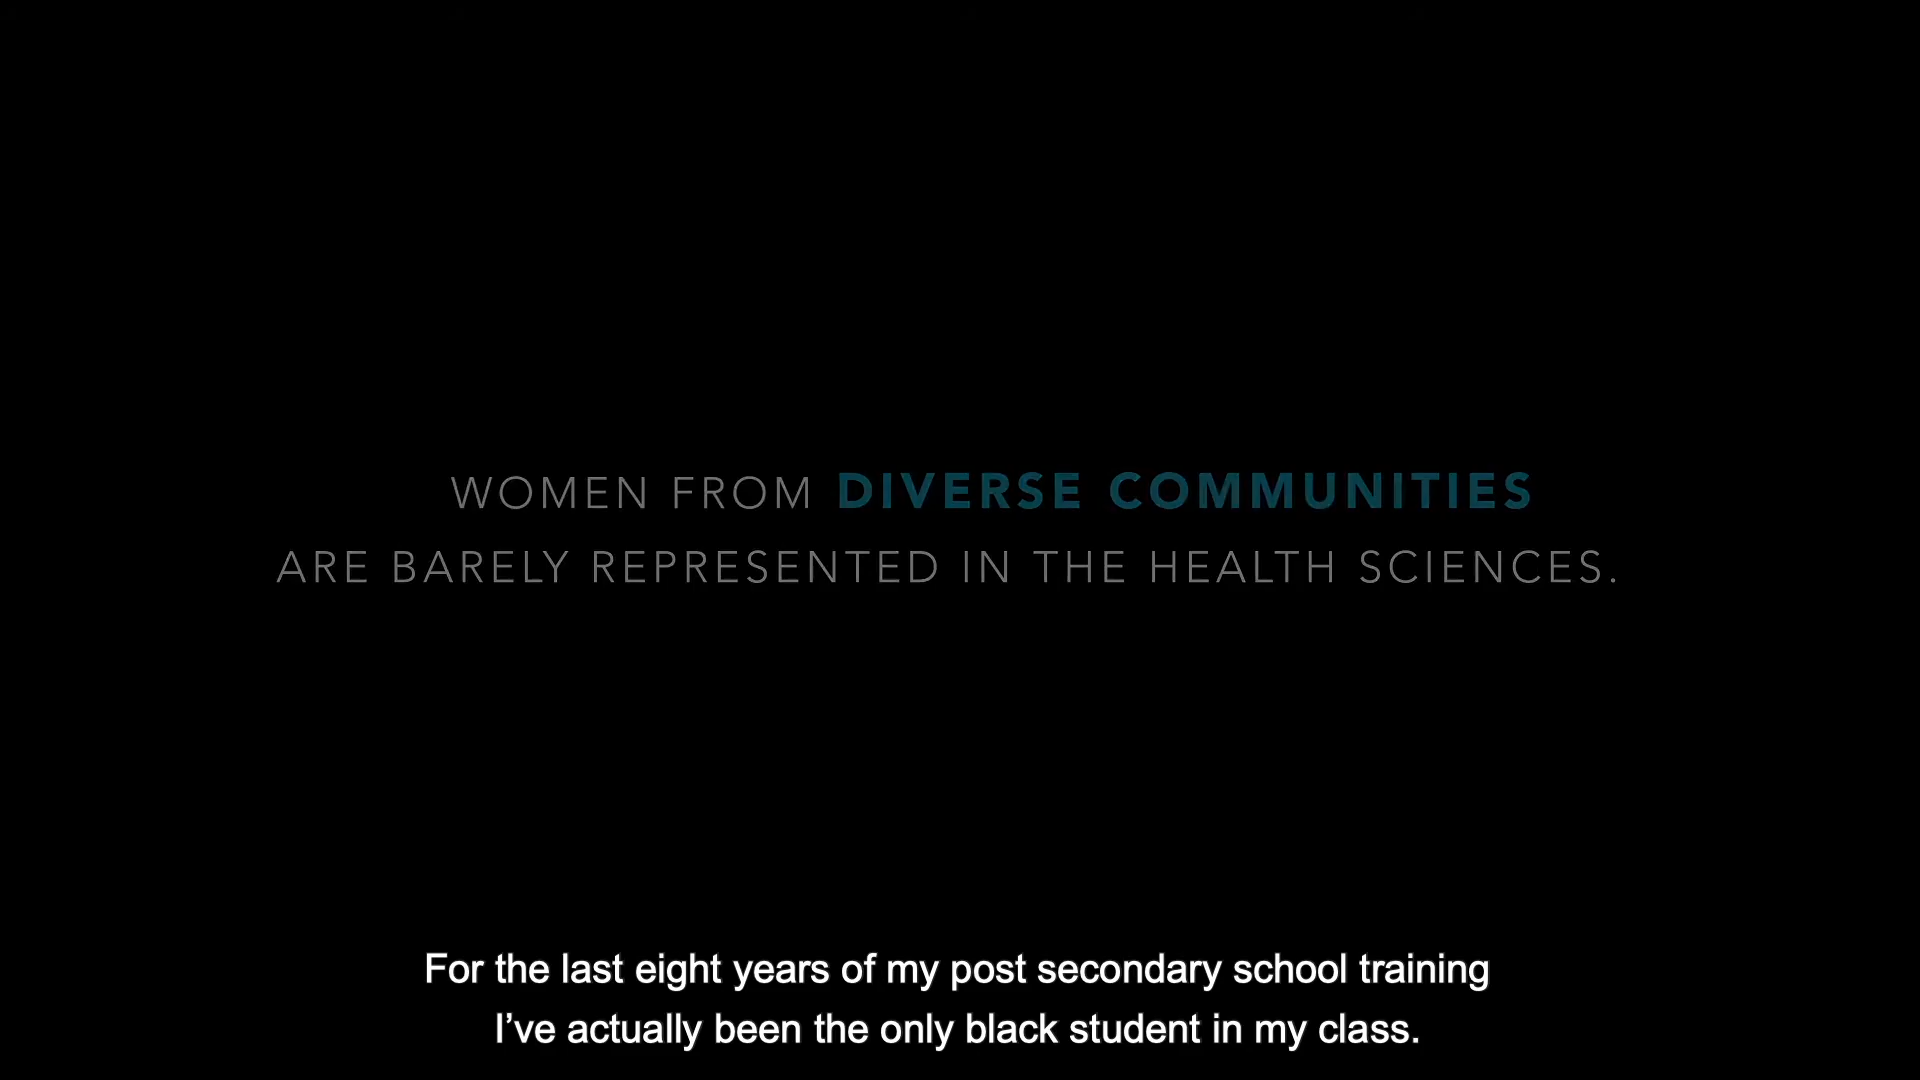 WOMEN FROM DIVERSE COMMUNITIES
ARE BARELY REPRESENTED IN THE HEALTH SCIENCES.
For the last eight years of my post secondary school training
I’ve actually been the only black student in my class.